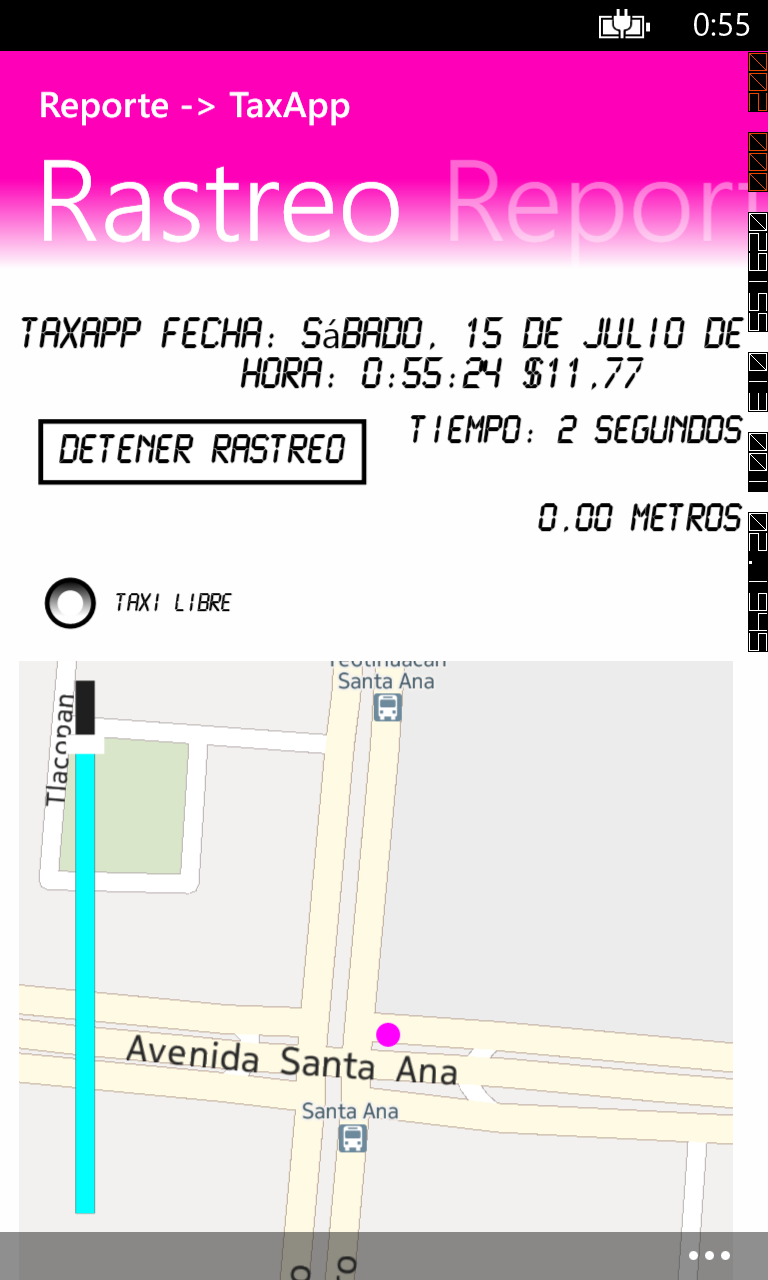 0:55
Reporte -> TaxApp
Rastreo Report
TAXAPP FECHA: SáBADO, 15 DE JULIO DE
HORA: 0:55:24 $11.77
TIEMPO: 2 SEGUNDOS
DETENER RASTREO
0.00 METROS
TAXI LIBRE
Teotihuacan
Santa Ana
Tlacopan
Avenida Santa Ana
Santa Ana